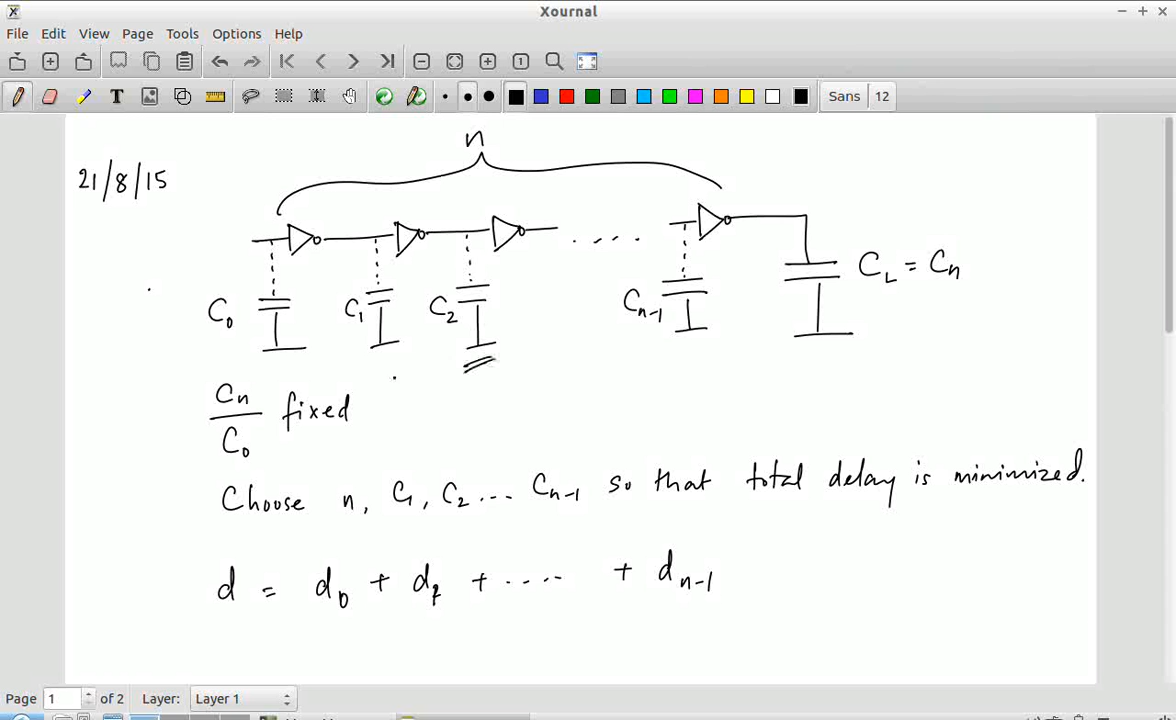 Xournal
File Edit View Page Tools Options Help
Sans 12
n
21/8/15
C₀ C₁ C₂ Cₙ₋₁ C_L = Cₙ
Cₙ/C₀ fixed
Choose n, C₁, C₂ .... Cₙ₋₁ so that total delay is minimized.
d = d₀ + d₁ + ..... + dₙ₋₁
Page 1 of 2 Layer: Layer 1